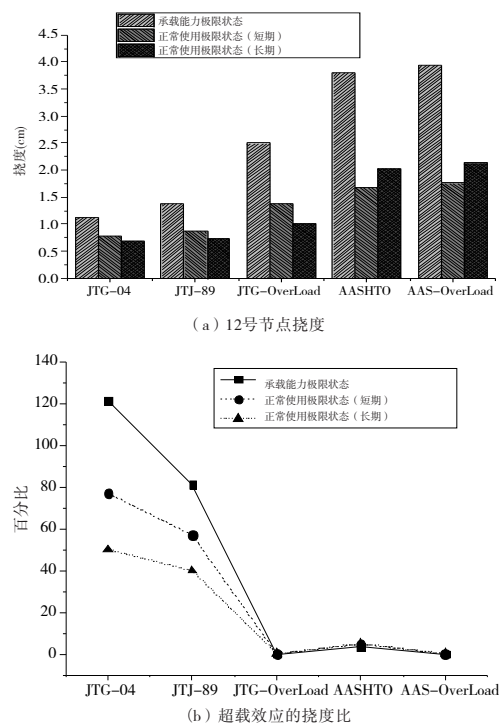 承载能力极限状态
正常使用极限状态（短期）
正常使用极限状态（长期）
4.5
4.0
3.5
3.0
2.5
2.0
1.5
1.0
0.5
0.0
挠度(cm)
JTG-04 JTJ-89 JTG-OverLoad AASHTO AAS-OverLoad
（a）12号节点挠度
140
120
100
80
60
40
20
0
百分比
承载能力极限状态
正常使用极限状态（短期）
正常使用极限状态（长期）
JTG-04 JTJ-89 JTG-OverLoad AASHTO AAS-OverLoad
（b）超载效应的挠度比